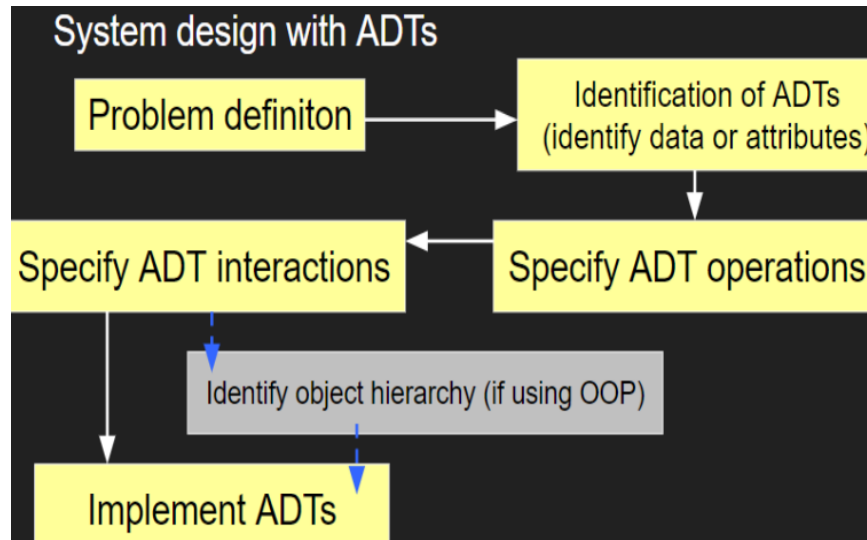 System design with ADTs
Problem definiton
Identification of ADTs
(identify data or attributes)
Specify ADT interactions
Specify ADT operations
Identify object hierarchy (if using OOP)
Implement ADTs